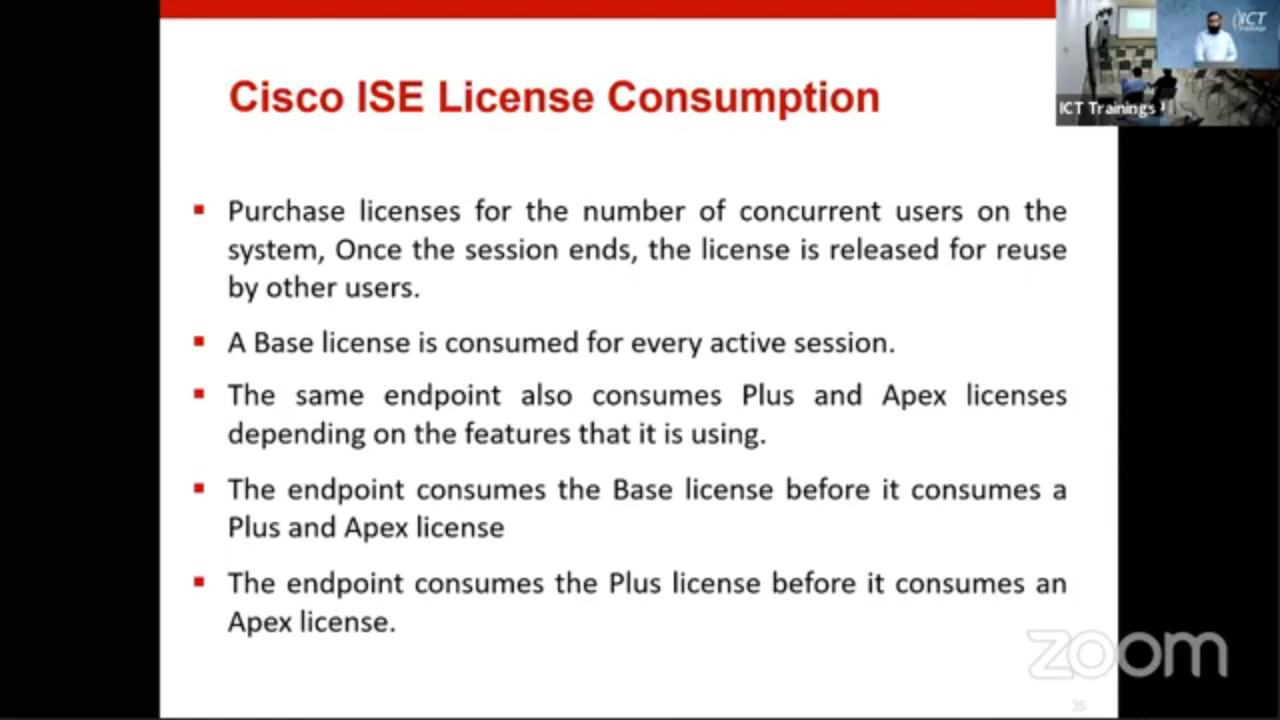 Cisco ISE License Consumption
Purchase licenses for the number of concurrent users on the
system, Once the session ends, the license is released for reuse
by other users.
A Base license is consumed for every active session.
The same endpoint also consumes Plus and Apex licenses
depending on the features that it is using.
The endpoint consumes the Base license before it consumes a
Plus and Apex license
The endpoint consumes the Plus license before it consumes an
Apex license.
ICT
ICT Trainings
zoom
35